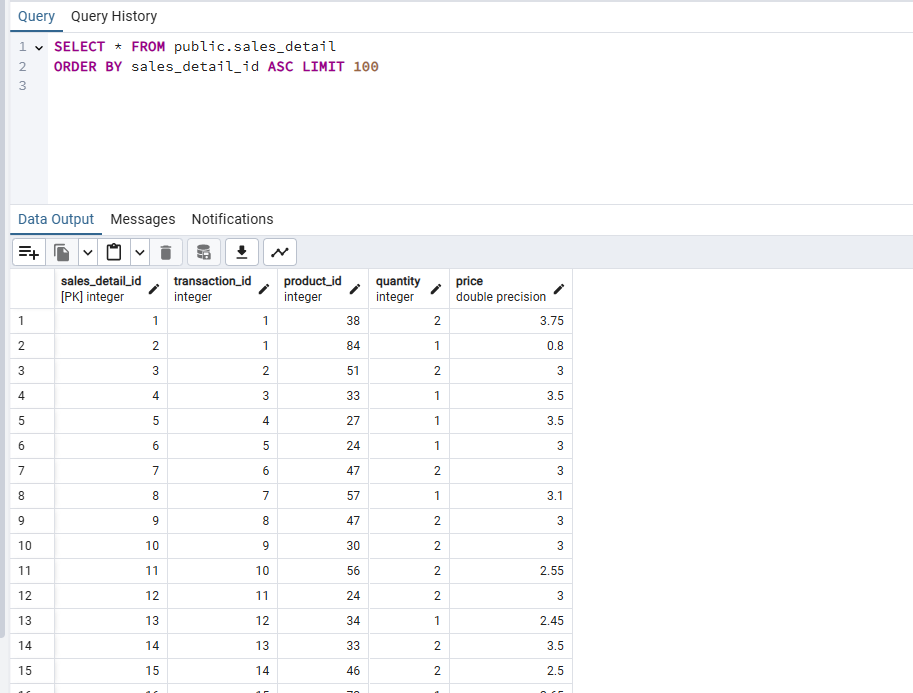 Query Query History
1 SELECT * FROM public.sales_detail
2 ORDER BY sales_detail_id ASC LIMIT 100
3
Data Output Messages Notifications
sales_detail_id transaction_id product_id quantity price
[PK] integer integer integer integer double precision
1 1 1 38 2 3.75
2 2 1 84 1 0.8
3 3 2 51 2 3
4 4 3 33 1 3.5
5 5 4 27 1 3.5
6 6 5 24 1 3
7 7 6 47 2 3
8 8 7 57 1 3.1
9 9 8 47 2 3
10 10 9 30 2 3
11 11 10 56 2 2.55
12 12 11 24 2 3
13 13 12 34 1 2.45
14 14 13 33 2 3.5
15 15 14 46 2 2.5